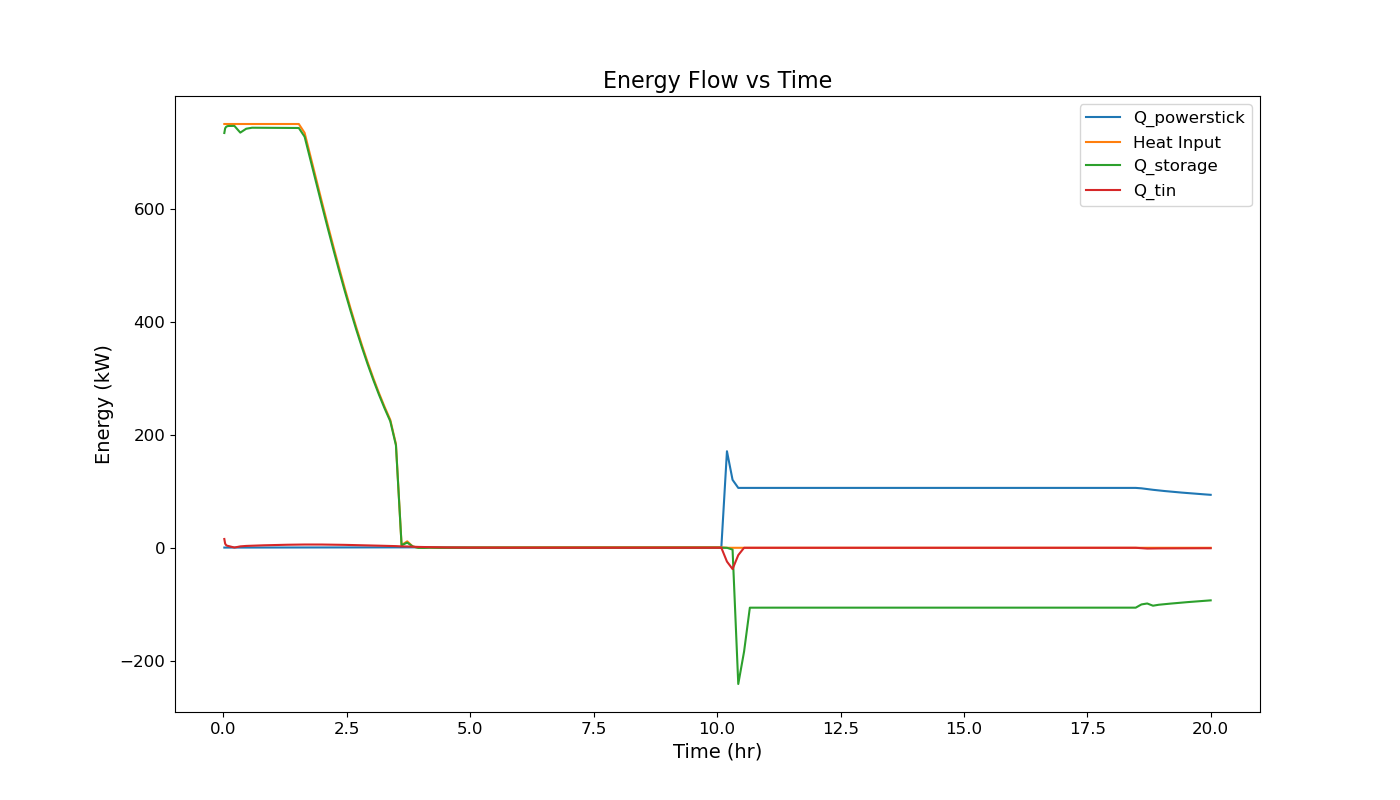 Energy Flow vs Time
Q_powerstick
Heat Input
Q_storage
Q_tin
600
400
200
0
−200
Energy (kW)
0.0 2.5 5.0 7.5 10.0 12.5 15.0 17.5 20.0
Time (hr)